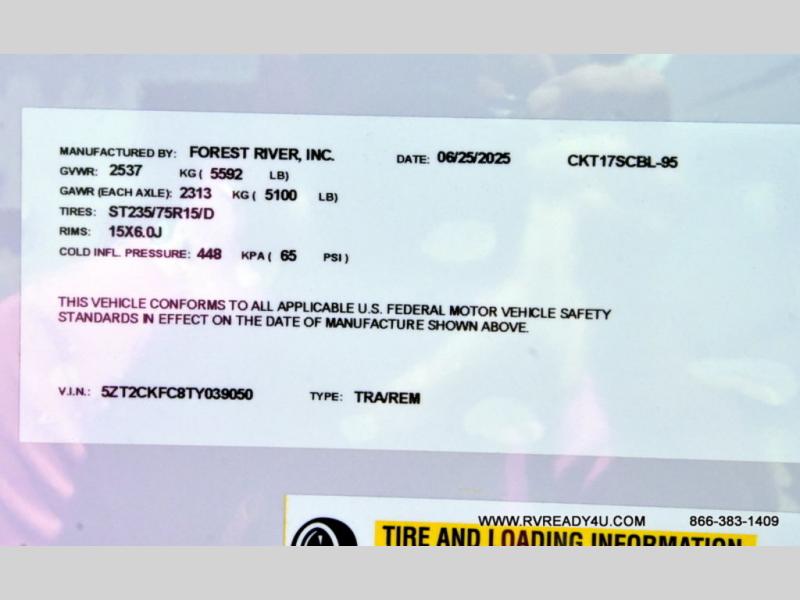 MANUFACTURED BY: FOREST RIVER, INC. DATE: 06/25/2025 CKT17SCBL-95
GVWR: 2537 KG ( 5592 LB)
GAWR (EACH AXLE): 2313 KG ( 5100 LB)
TIRES: ST235/75R15/D
RIMS: 15X6.0J
COLD INFL. PRESSURE: 448 KPA ( 65 PSI )
THIS VEHICLE CONFORMS TO ALL APPLICABLE U.S. FEDERAL MOTOR VEHICLE SAFETY
STANDARDS IN EFFECT ON THE DATE OF MANUFACTURE SHOWN ABOVE.
V.I.N.: 5ZT2CKFC8TY039050 TYPE: TRA/REM
WWW.RVREADY4U.COM 866-383-1409
TIRE AND LOADING INFORMATION